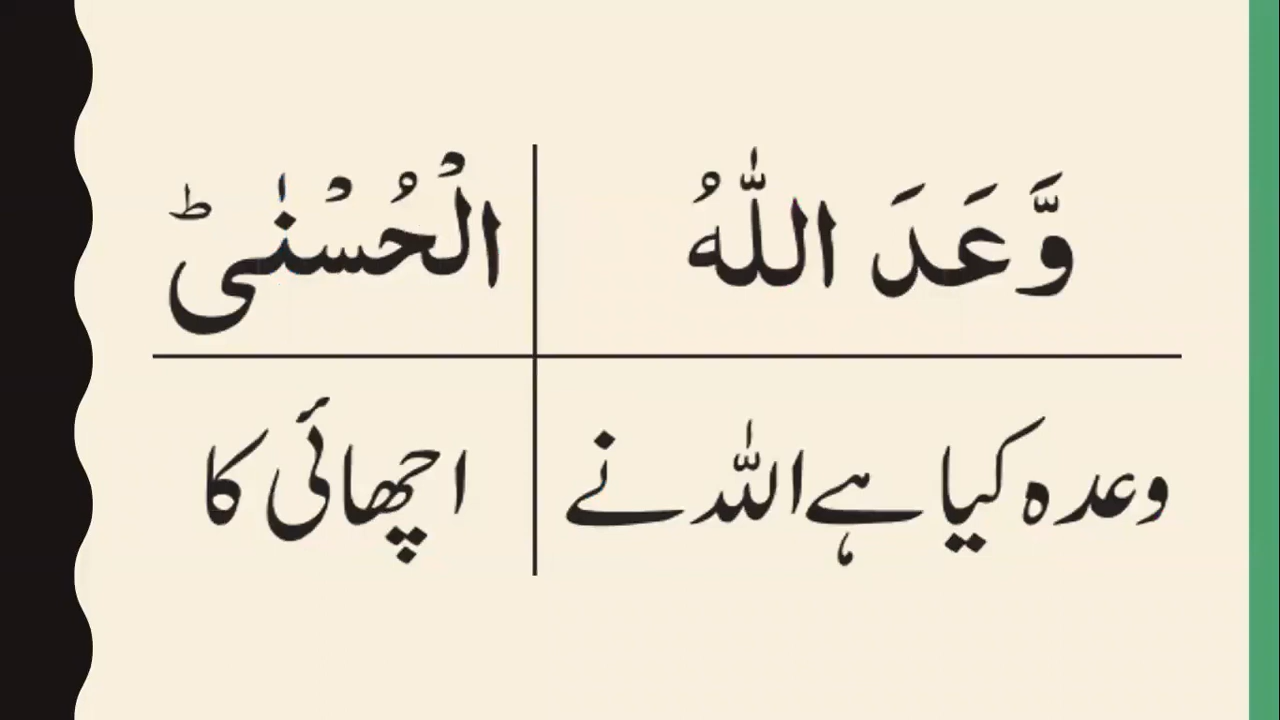 وَّعَدَ اللّٰهُ الْحُسْنٰىؕ
وعدہ کیا ہے اللہ نے اچھائی کا